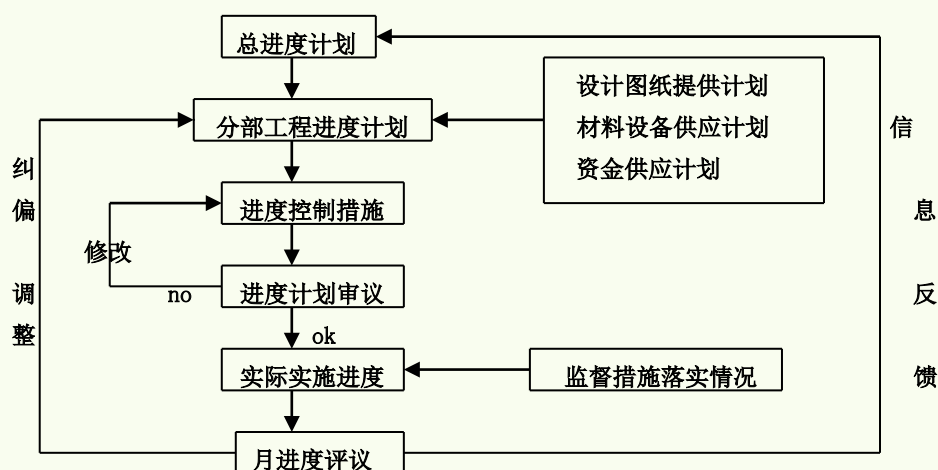 总进度计划
设计图纸提供计划
分部工程进度计划
材料设备供应计划
资金供应计划
信息反馈
纠偏调整
进度控制措施
修改
进度计划审议
no
ok
实际实施进度
监督措施落实情况
月进度评议